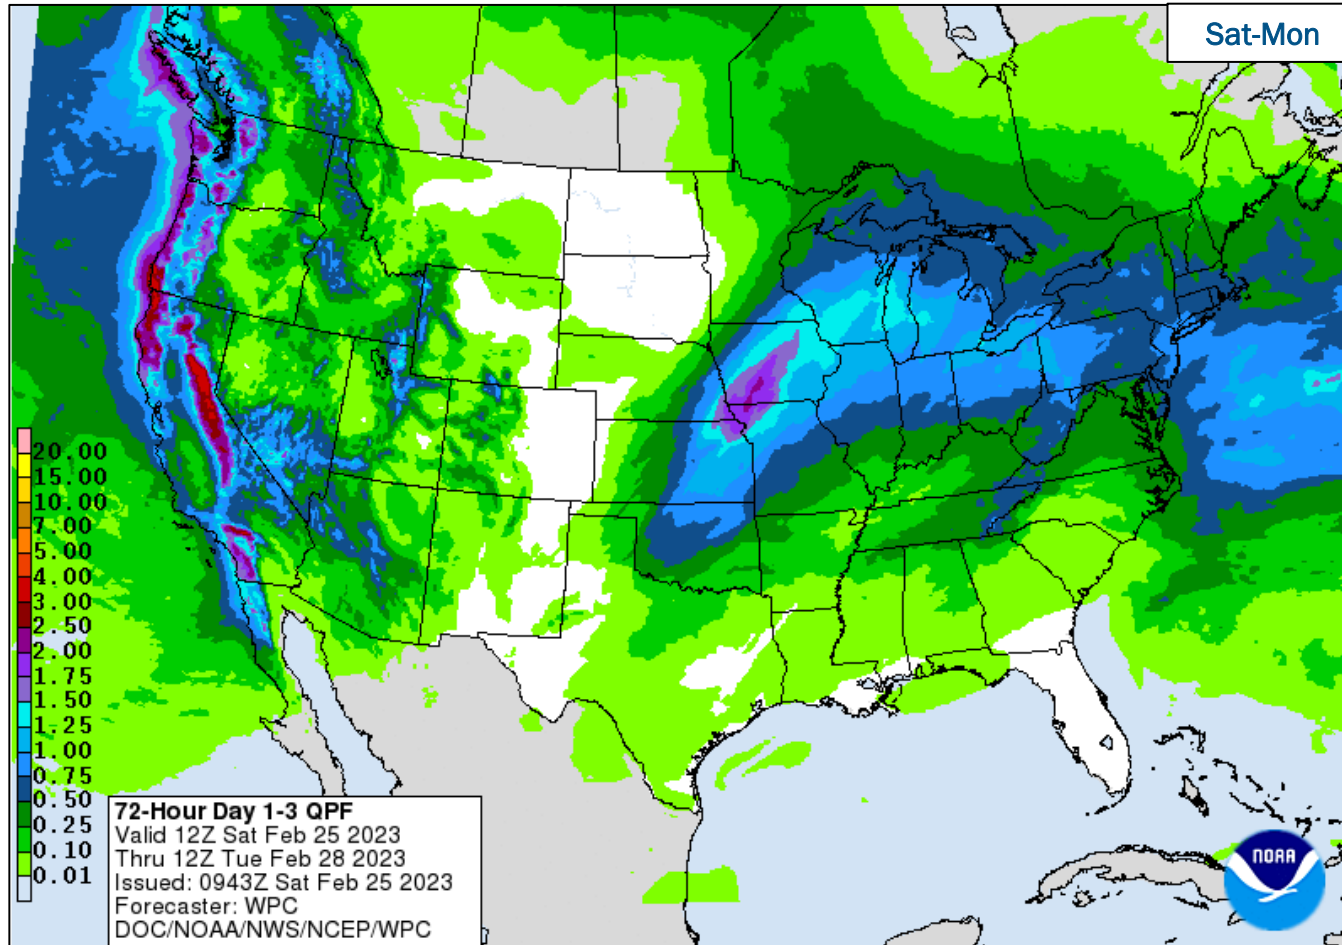 Sat-Mon
20.00
15.00
10.00
7.00
5.00
4.00
3.00
2.50
2.00
1.75
1.50
1.25
1.00
0.75
0.50
0.25
0.10
0.01
72-Hour Day 1-3 QPF
Valid 12Z Sat Feb 25 2023
Thru 12Z Tue Feb 28 2023
Issued: 0943Z Sat Feb 25 2023
Forecaster: WPC
DOC/NOAA/NWS/NCEP/WPC
NOAA